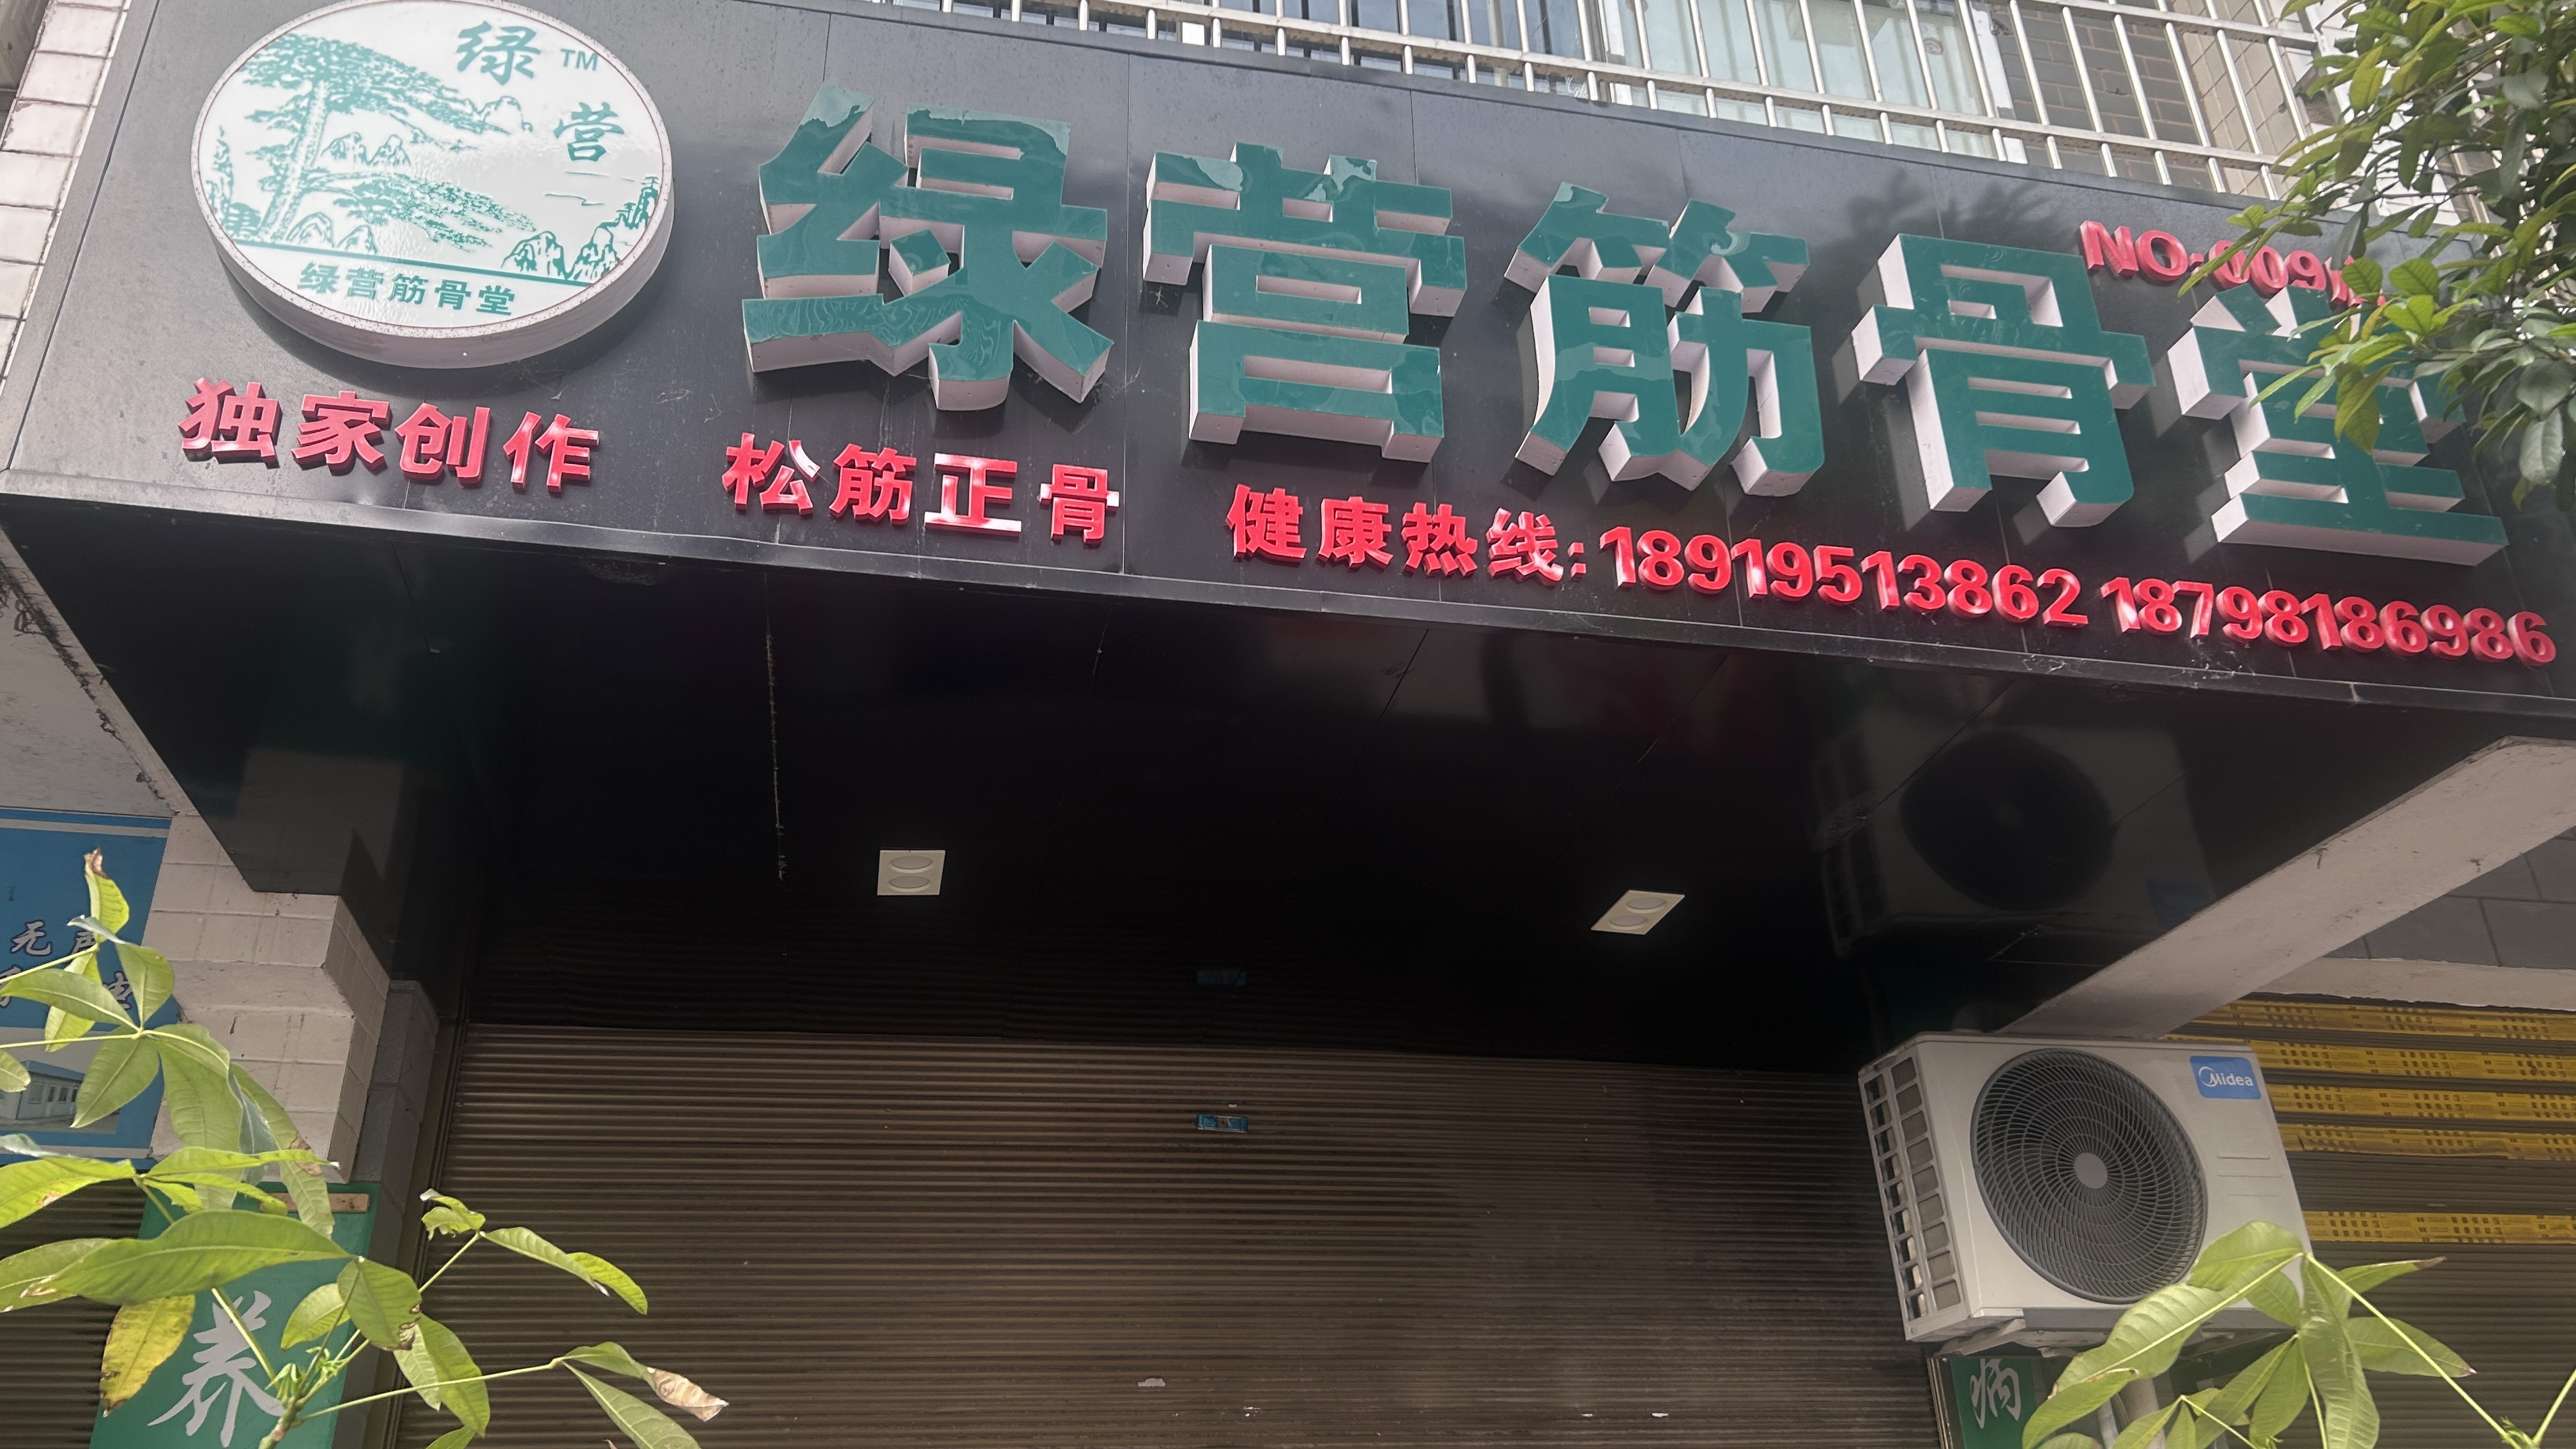 绿营 TM
绿营筋骨堂
绿营筋骨堂
独家创作 松筋正骨 健康热线:18919513862 18798186986
Midea
养
病